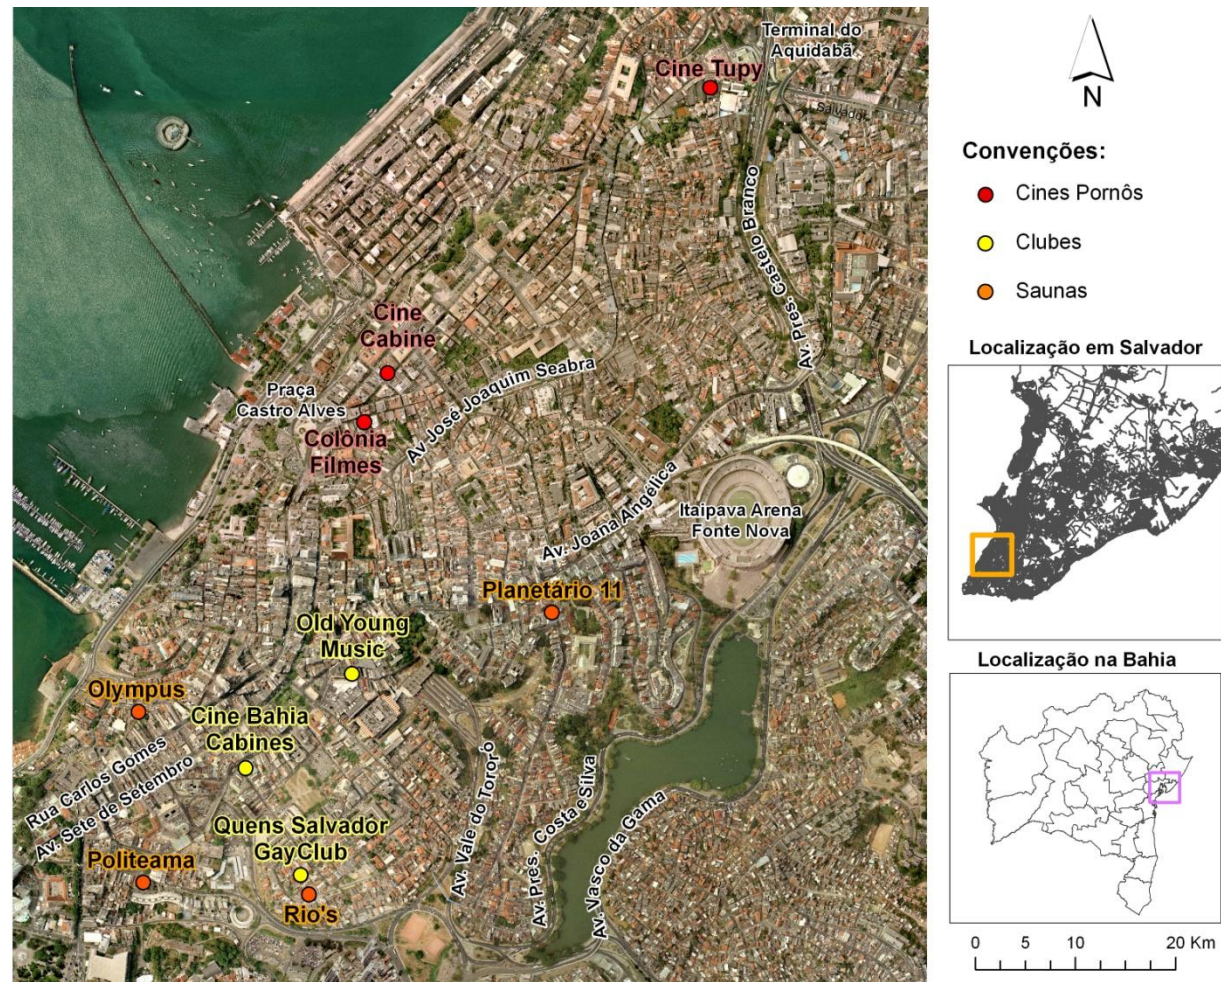 Terminal do
Aquidabã
Cine Tupy
Salvador
Av. Pres. Castelo Branco
Cine
Cabine
Praça
Castro Alves
Av José Joaquim Seabra
Colônia
Filmes
Av. Joana Angélica
Itaipava Arena
Fonte Nova
Planetário 11
Old Young
Music
Olympus
Cine Bahia
Cabines
Rua Carlos Gomes
Av. Sete de Setembro
Quens Salvador
GayClub
Politeama
Rio's
Av. Vale do Tororo
Av. Pres. Costa e Silva
Av. Vasco da Gama
N
Convenções:
Cines Pornôs
Clubes
Saunas
Localização em Salvador
Localização na Bahia
0 5 10 20 Km